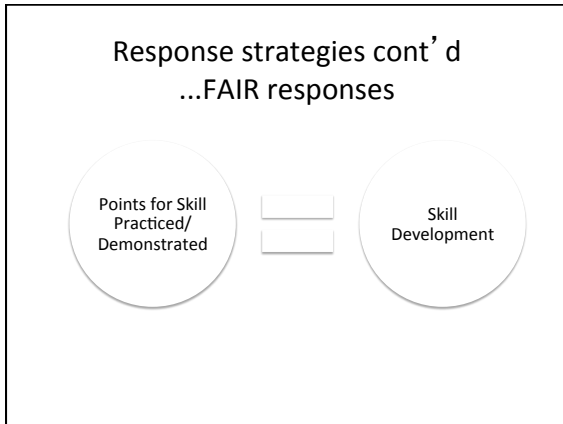 Response strategies cont’d
...FAIR responses
Points for Skill
Practiced/
Demonstrated
Skill
Development